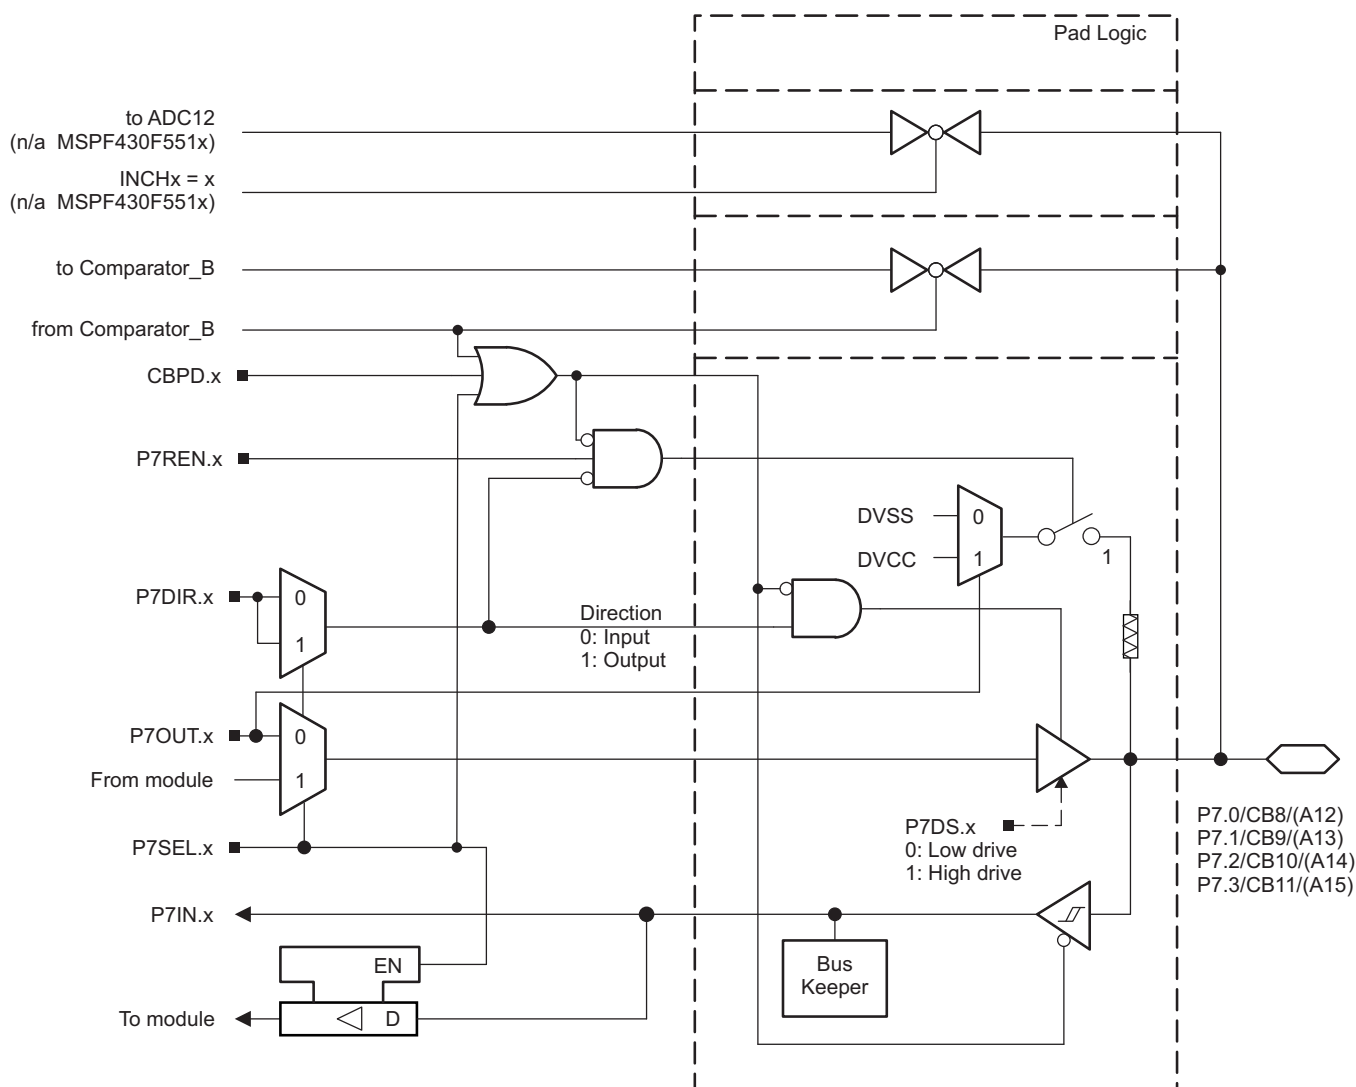 Pad Logic
to ADC12
(n/a MSPF430F551x)
INCHx = x
(n/a MSPF430F551x)
to Comparator_B
from Comparator_B
CBPD.x
P7REN.x
DVSS
0
DVCC
1
1
P7DIR.x
0
1
Direction
0: Input
1: Output
P7OUT.x
0
From module
1
P7DS.x
0: Low drive
1: High drive
P7.0/CB8/(A12)
P7.1/CB9/(A13)
P7.2/CB10/(A14)
P7.3/CB11/(A15)
P7SEL.x
P7IN.x
EN
Bus
Keeper
To module
D